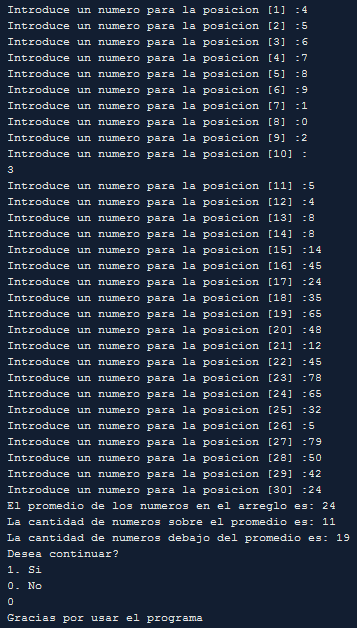 Introduce un numero para la posicion [1] :4
Introduce un numero para la posicion [2] :5
Introduce un numero para la posicion [3] :6
Introduce un numero para la posicion [4] :7
Introduce un numero para la posicion [5] :8
Introduce un numero para la posicion [6] :9
Introduce un numero para la posicion [7] :1
Introduce un numero para la posicion [8] :0
Introduce un numero para la posicion [9] :2
Introduce un numero para la posicion [10] :
3
Introduce un numero para la posicion [11] :5
Introduce un numero para la posicion [12] :4
Introduce un numero para la posicion [13] :8
Introduce un numero para la posicion [14] :8
Introduce un numero para la posicion [15] :14
Introduce un numero para la posicion [16] :45
Introduce un numero para la posicion [17] :24
Introduce un numero para la posicion [18] :35
Introduce un numero para la posicion [19] :65
Introduce un numero para la posicion [20] :48
Introduce un numero para la posicion [21] :12
Introduce un numero para la posicion [22] :45
Introduce un numero para la posicion [23] :78
Introduce un numero para la posicion [24] :65
Introduce un numero para la posicion [25] :32
Introduce un numero para la posicion [26] :5
Introduce un numero para la posicion [27] :79
Introduce un numero para la posicion [28] :50
Introduce un numero para la posicion [29] :42
Introduce un numero para la posicion [30] :24
El promedio de los numeros en el arreglo es: 24
La cantidad de numeros sobre el promedio es: 11
La cantidad de numeros debajo del promedio es: 19
Desea continuar?
1. Si
0. No
0
Gracias por usar el programa